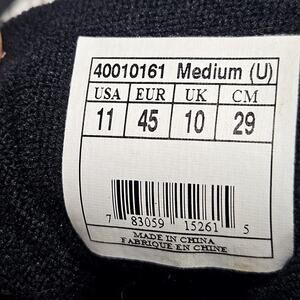 40010161 Medium (U)
USA EUR UK CM
11 45 10 29
7 83059 15261 5
MADE IN CHINA
FABRIQUE EN CHINE